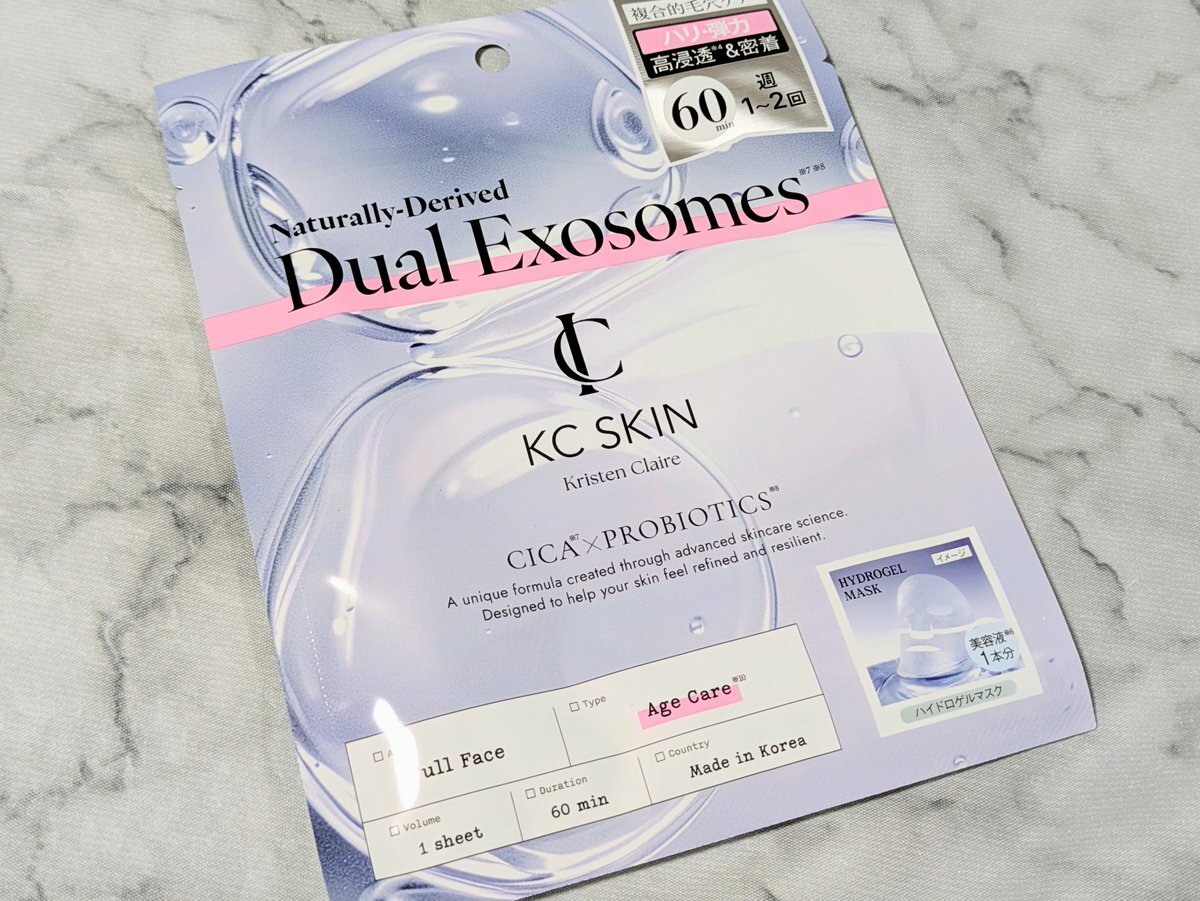 複合的毛穴ケア
ハリ・弾力
高浸透※4&密着
60min
週
1~2回
Naturally-Derived
Dual Exosomes※7 ※8
KC SKIN
Kristen Claire
CICA※7×PROBIOTICS※8
A unique formula created through advanced skincare science.
Designed to help your skin feel refined and resilient.
イメージ
HYDROGEL
MASK
美容液※6
1本分
ハイドロゲルマスク
ull Face
Type
Age Care※10
Volume
1 sheet
Duration
60 min
Country
Made in Korea